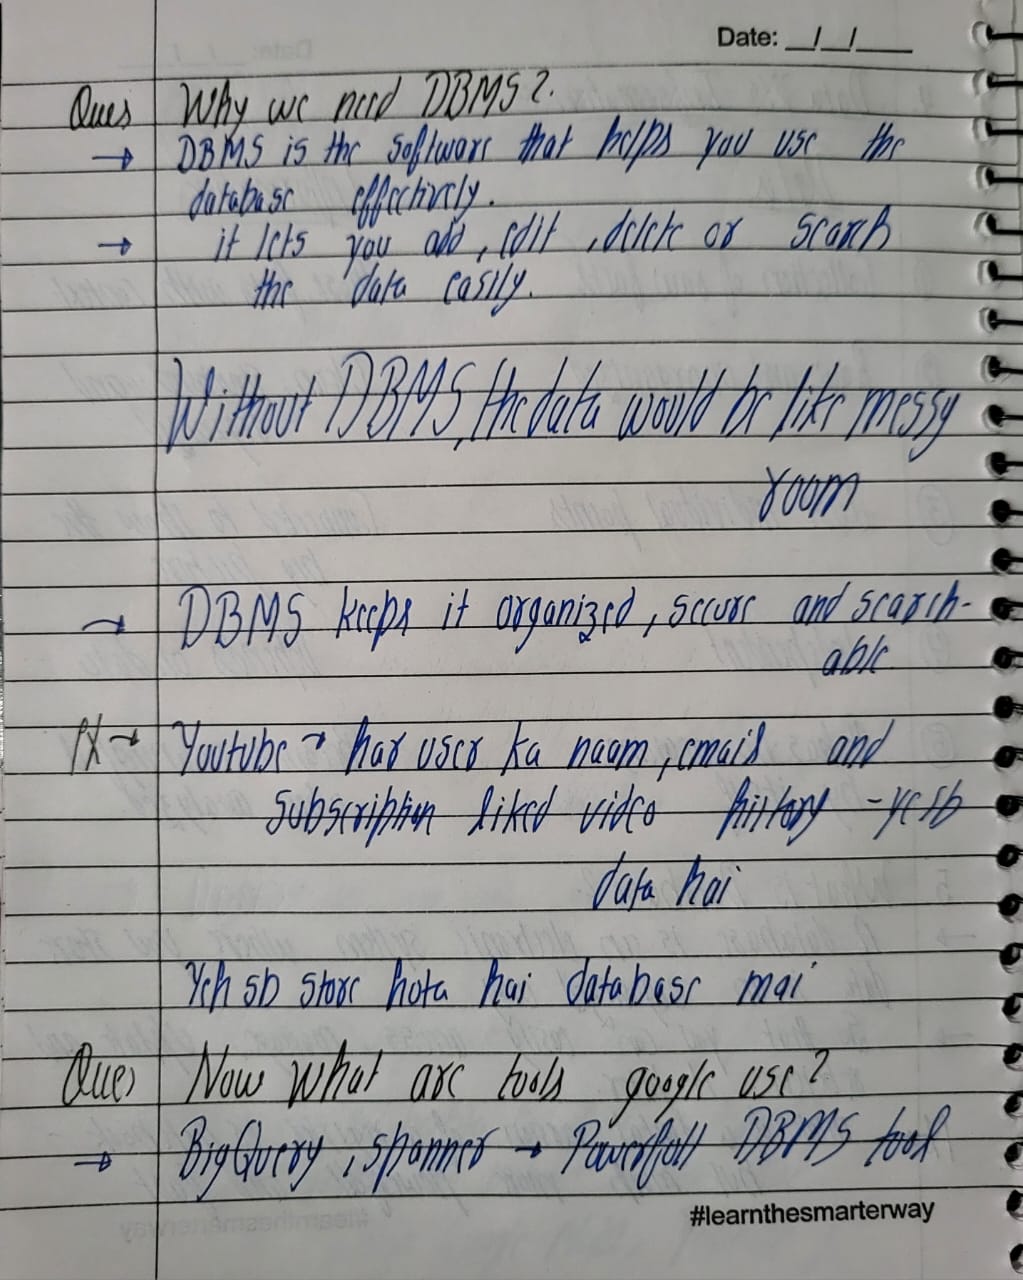 Date: __/__/____
Ques Why we need DBMS?.
→ DBMS is the software that helps you use the
database effectively.
→ it lets you add, edit, delete or search
the data easily.
Without DBMS, the data would be like messy
room
→ DBMS keeps it organized, secure and search-
able
EX → Youtube → har user ka naam, email and
subscription liked video history - yeh sb
data hai
Yeh sb store hota hai database mai
Ques Now what are tools google use?
→ BigQuery, spanner → Powerfull DBMS tool
#learnthesmarterway